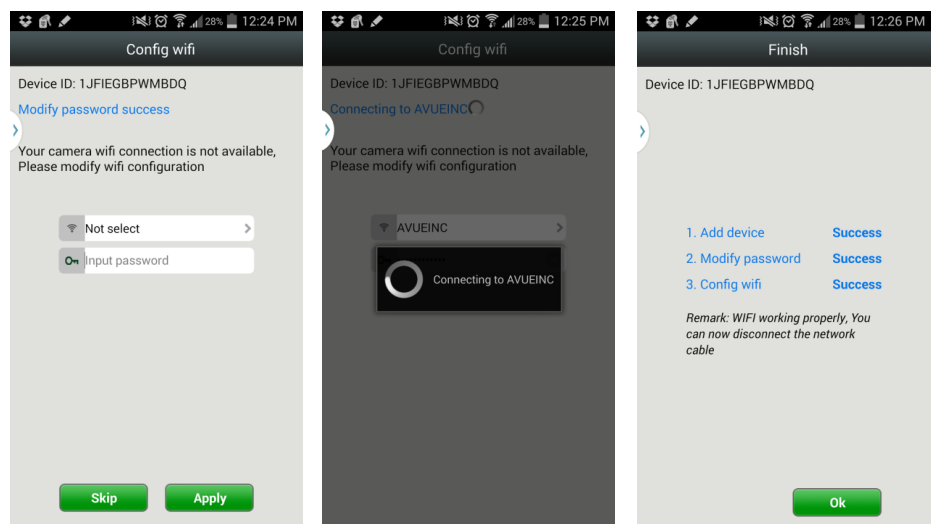 28% 12:24 PM
Config wifi
Device ID: 1JFIEGBPWMBDQ
Modify password success
Your camera wifi connection is not available,
Please modify wifi configuration
Not select
Input password
Skip
Apply
28% 12:25 PM
Config wifi
Device ID: 1JFIEGBPWMBDQ
Connecting to AVUEINC
Your camera wifi connection is not available,
Please modify wifi configuration
AVUEINC
Connecting to AVUEINC
28% 12:26 PM
Finish
Device ID: 1JFIEGBPWMBDQ
1. Add device Success
2. Modify password Success
3. Config wifi Success
Remark: WIFI working properly, You
can now disconnect the network
cable
Ok